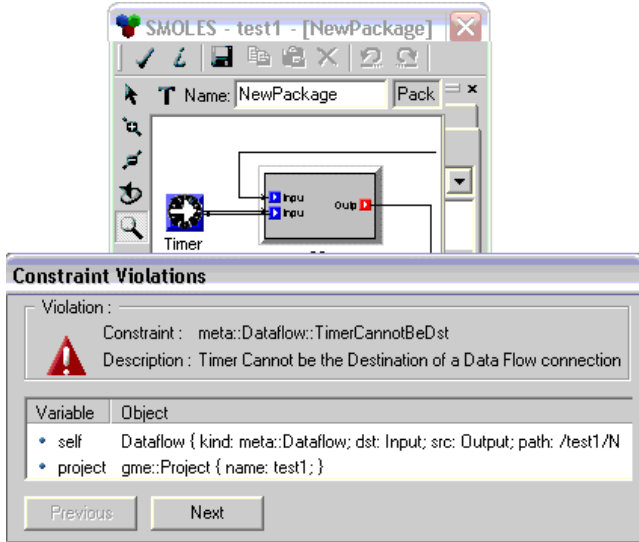 SMOLES - test1 - [NewPackage]
Name: NewPackage Pack
Input
Input
Outp
Timer
Constraint Violations
Violation :
Constraint : meta::Dataflow::TimerCannotBeDst
Description : Timer Cannot be the Destination of a Data Flow connection
Variable Object
self Dataflow { kind: meta::Dataflow; dst: Input; src: Output; path: /test1/N
project gme::Project { name: test1; }
Previous Next